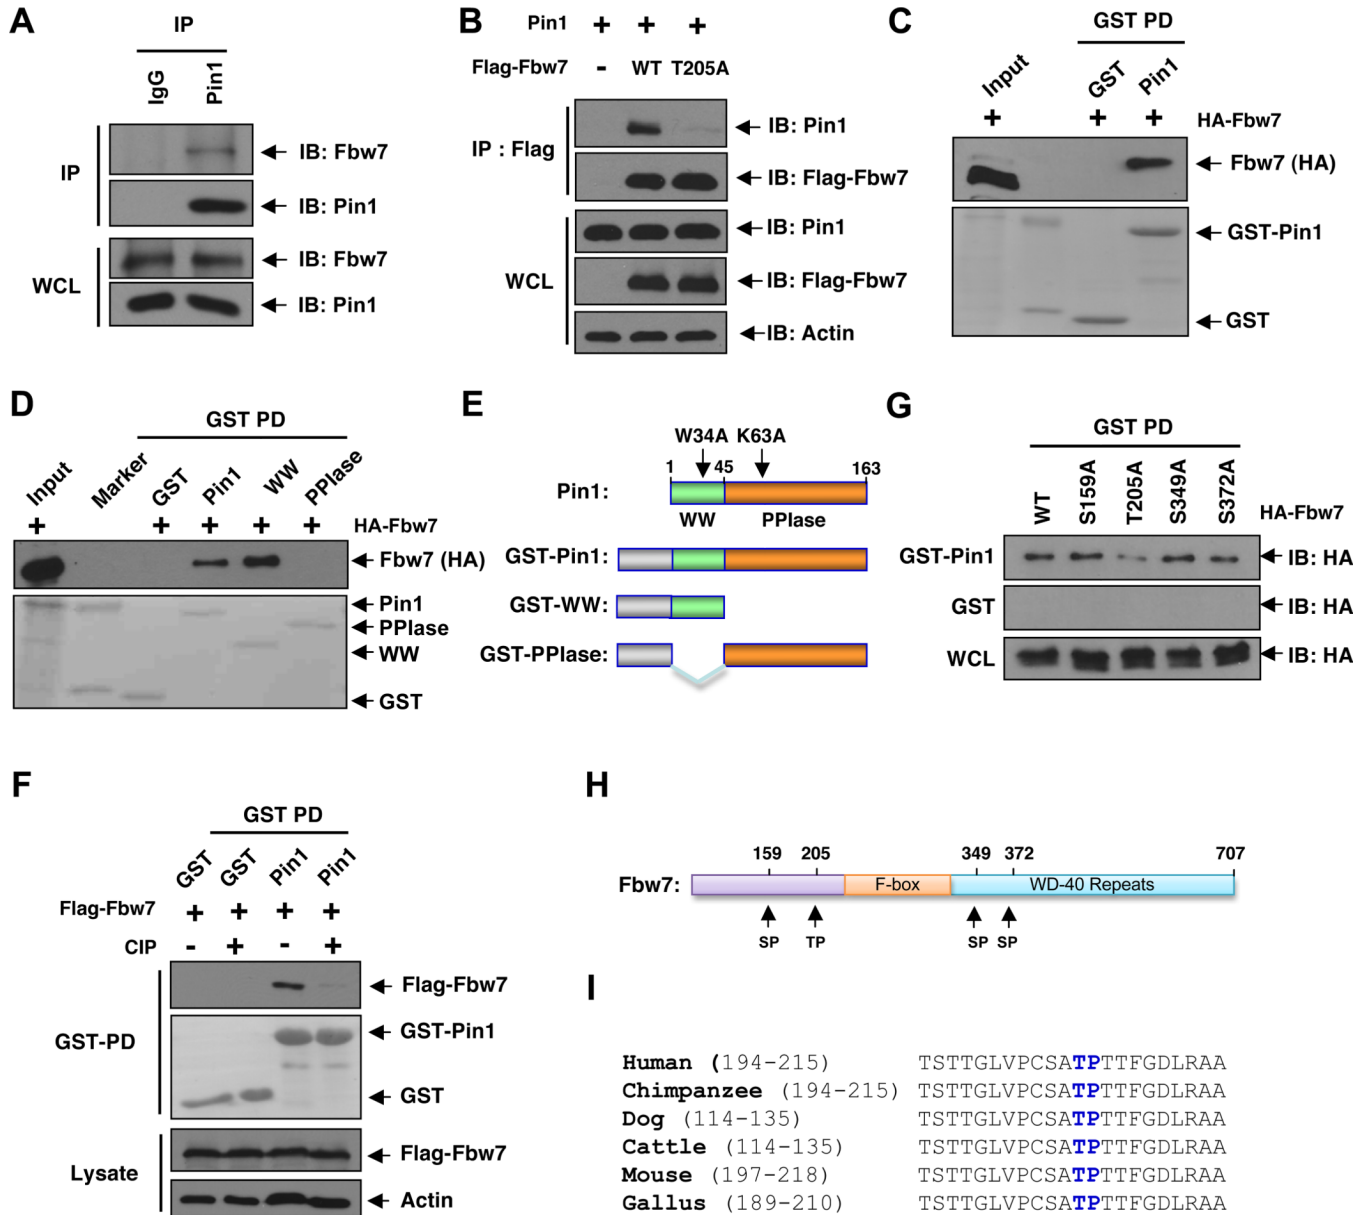 A
IP
IgG
Pin1
IP
IB: Fbw7
IB: Pin1
WCL
IB: Fbw7
IB: Pin1
B
Pin1 + + +
Flag-Fbw7 - WT T205A
IP : Flag
IB: Pin1
IB: Flag-Fbw7
WCL
IB: Pin1
IB: Flag-Fbw7
IB: Actin
C
GST PD
Input GST Pin1
+ + + HA-Fbw7
Fbw7 (HA)
GST-Pin1
GST
D
GST PD
Input Marker GST Pin1 WW PPIase
+ + + + + HA-Fbw7
Fbw7 (HA)
Pin1
PPIase
WW
GST
E
W34A K63A
1 45 163
Pin1:
WW PPIase
GST-Pin1:
GST-WW:
GST-PPIase:
G
GST PD
WT S159A T205A S349A S372A HA-Fbw7
GST-Pin1 IB: HA
GST IB: HA
WCL IB: HA
F
GST PD
GST GST Pin1 Pin1
Flag-Fbw7 + + + +
CIP - + - +
GST-PD
Flag-Fbw7
GST-Pin1
GST
Lysate
Flag-Fbw7
Actin
H
159 205 349 372 707
Fbw7: F-box WD-40 Repeats
SP TP SP SP
I
Human (194-215) TSTTGLVPCSATPTTFGDLRAA
Chimpanzee (194-215) TSTTGLVPCSATPTTFGDLRAA
Dog (114-135) TSTTGLVPCSATPTTFGDLRAA
Cattle (114-135) TSTTGLVPCSATPTTFGDLRAA
Mouse (197-218) TSTTGLVPCSATPTTFGDLRAA
Gallus (189-210) TSTTGLVPCSATPTTFGDLRAA